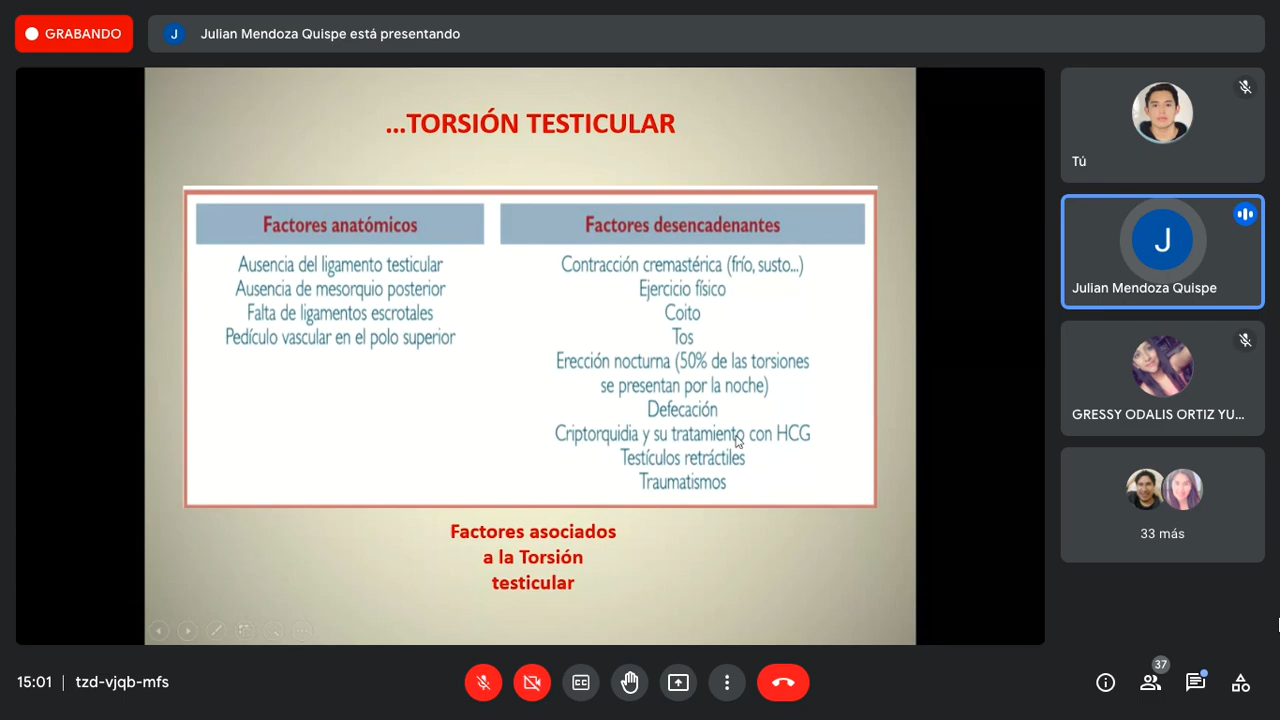 GRABANDO
J
Julian Mendoza Quispe está presentando
...TORSIÓN TESTICULAR
Factores anatómicos
Ausencia del ligamento testicular
Ausencia de mesorquio posterior
Falta de ligamentos escrotales
Pedículo vascular en el polo superior
Factores desencadenantes
Contracción cremastérica (frío, susto...)
Ejercicio físico
Coito
Tos
Erección nocturna (50% de las torsiones
se presentan por la noche)
Defecación
Criptorquidia y su tratamiento con HCG
Testículos retráctiles
Traumatismos
Factores asociados
a la Torsión
testicular
Tú
J
Julian Mendoza Quispe
GRESSY ODALIS ORTIZ YU...
33 más
15:01 | tzd-vjqb-mfs
CC
37